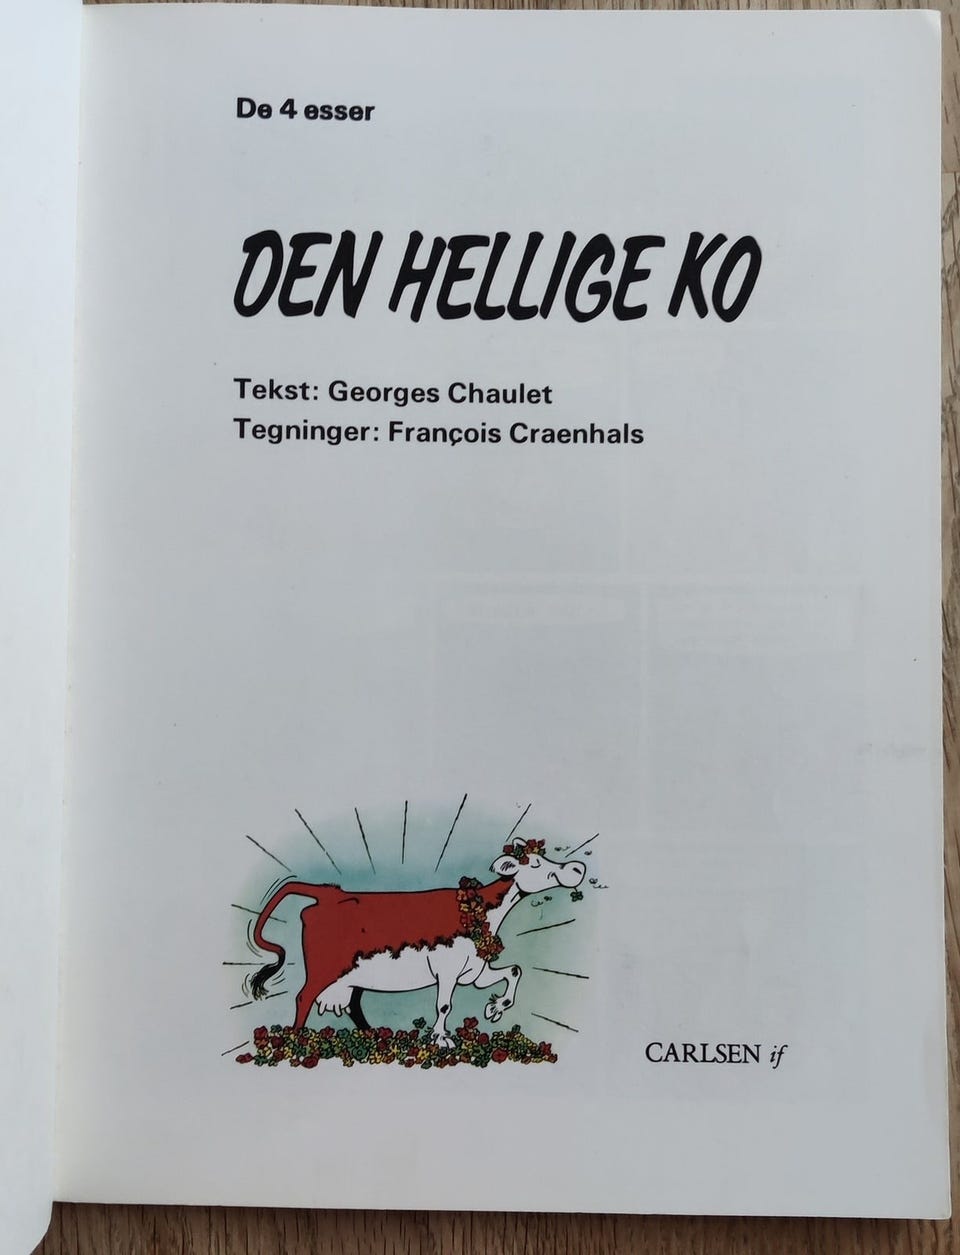 De 4 esser
DEN HELLIGE KO
Tekst: Georges Chaulet
Tegninger: François Craenhals
CARLSEN if